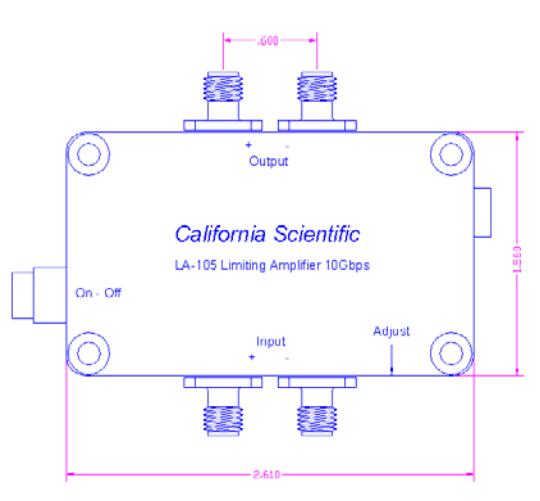 .600
+ -
Output
California Scientific
LA-105 Limiting Amplifier 10Gbps
On - Off
Input
+ -
Adjust
2.610